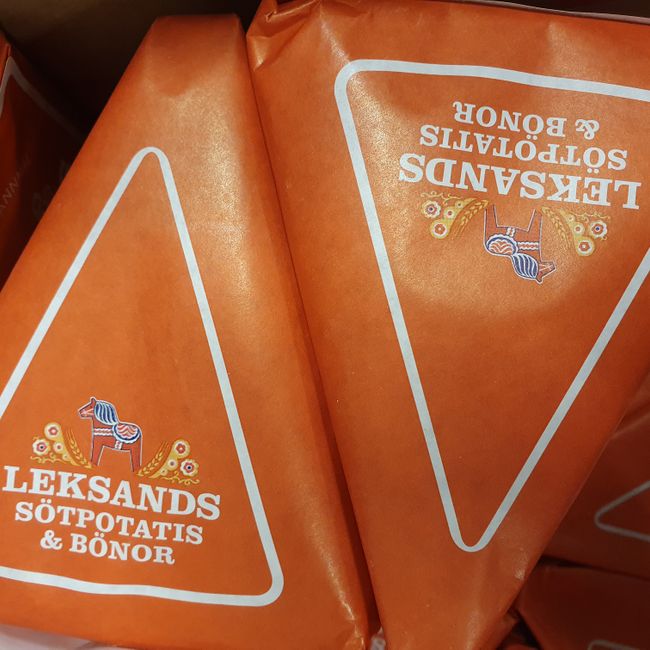 LEKSANDS
SÖTPOTATIS
& BÖNOR
LEKSANDS
SÖTPOTATIS
& BÖNOR